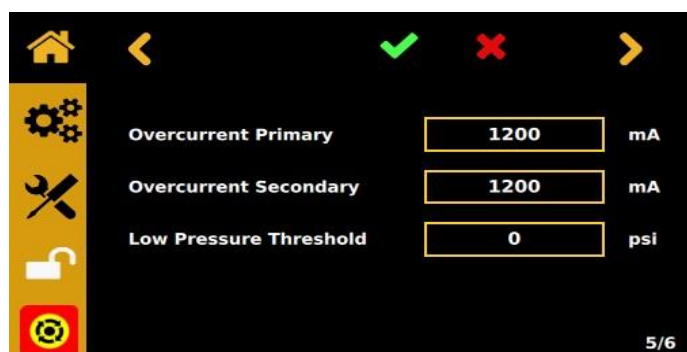 Overcurrent Primary 1200 mA
Overcurrent Secondary 1200 mA
Low Pressure Threshold 0 psi
5/6